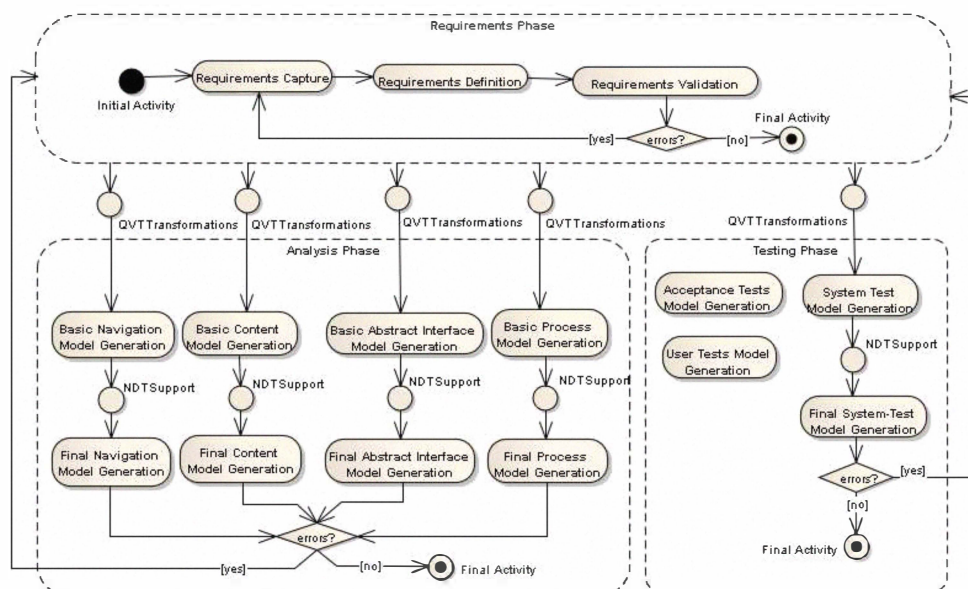 Requirements Phase
Requirements Capture
Requirements Definition
Requirements Validation
Initial Activity
Final Activity
[yes]
errors?
[no]
QVTTransformations
QVTTransformations
QVTTransformations
QVTTransformations
QVTTransformations
Analysis Phase
Basic Navigation
Model Generation
Basic Content
Model Generation
Basic Abstract Interface
Model Generation
Basic Process
Model Generation
NDTSupport
NDTSupport
NDTSupport
NDTSupport
Final Navigation
Model Generation
Final Content
Model Generation
Final Abstract Interface
Model Generation
Final Process
Model Generation
errors?
[yes]
[no]
Final Activity
Testing Phase
Acceptance Tests
Model Generation
System Test
Model Generation
User Tests Model
Generation
NDTSupport
Final System-Test
Model Generation
errors?
[yes]
[no]
Final Activity